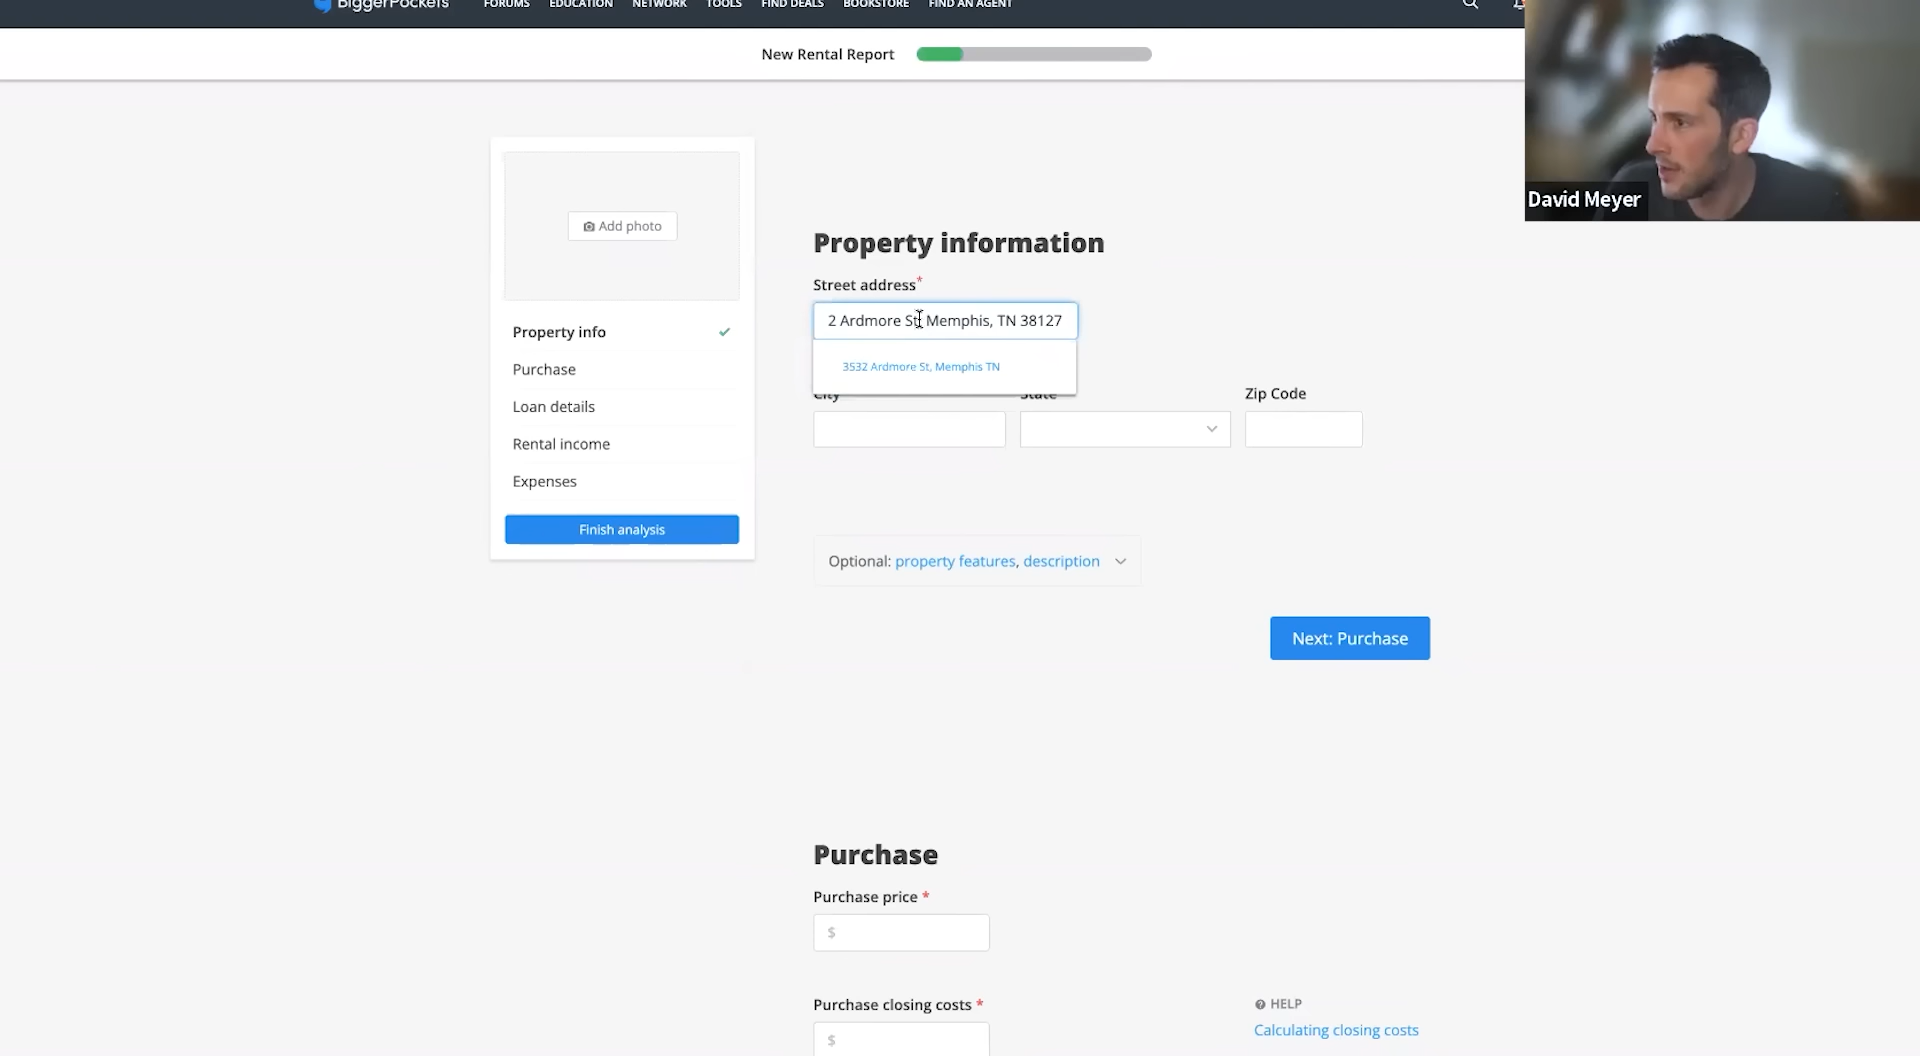 BiggerPockets
FORUMS EDUCATION NETWORK TOOLS FIND DEALS BOOKSTORE FIND AN AGENT
New Rental Report
David Meyer
Add photo
Property info
Purchase
Loan details
Rental income
Expenses
Finish analysis
Property information
Street address*
2 Ardmore St, Memphis, TN 38127
3532 Ardmore St, Memphis TN
City State Zip Code
Optional: property features, description
Next: Purchase
Purchase
Purchase price *
$
Purchase closing costs *
$
HELP
Calculating closing costs